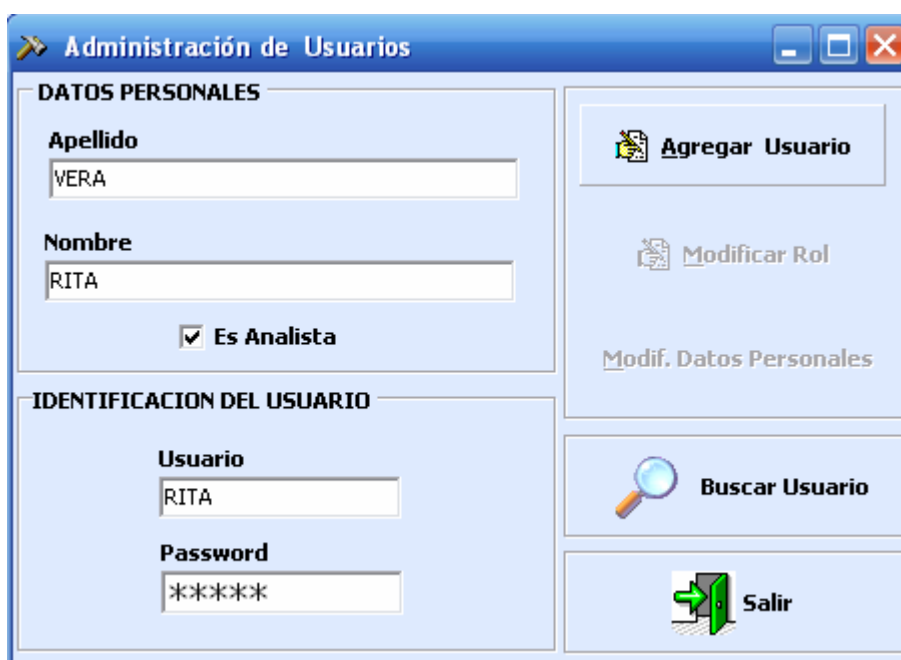 Administración de Usuarios
DATOS PERSONALES
Apellido
VERA
Nombre
RITA
Es Analista
IDENTIFICACION DEL USUARIO
Usuario
RITA
Password
*****
Agregar Usuario
Modificar Rol
Modif. Datos Personales
Buscar Usuario
Salir